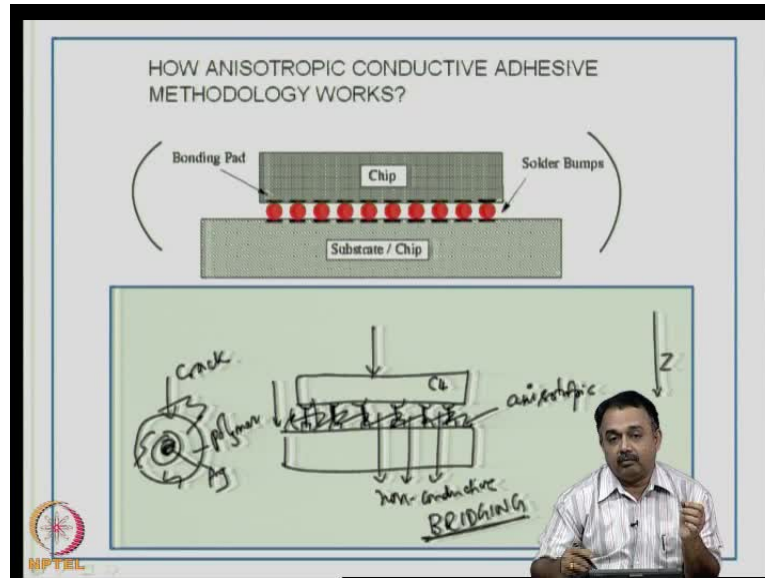 HOW ANISOTROPIC CONDUCTIVE ADHESIVE
METHODOLOGY WORKS?
Bonding Pad
Chip
Solder Bumps
Substrate / Chip
Crack
polymer
Ag
C4
anisotropic
Z
non-conductive
BRIDGING
NPTEL